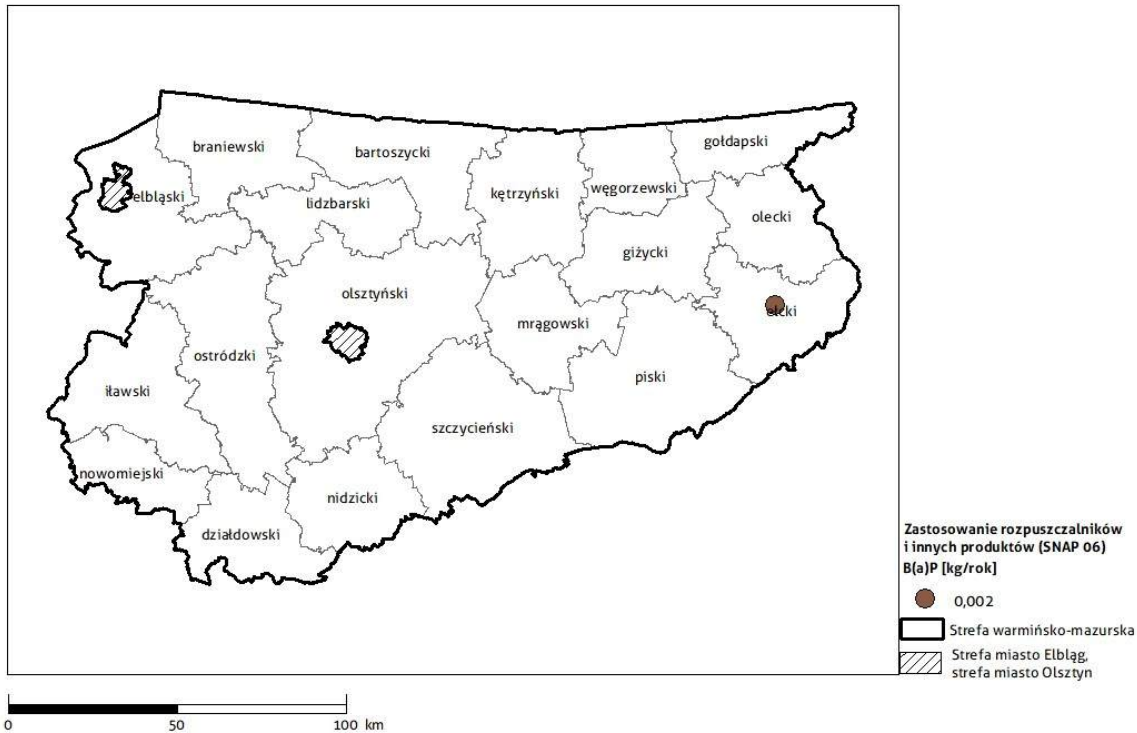 gołdapski
braniewski
bartoszycki
kętrzyński
węgorzewski
elbląski
lidzbarski
olecki
giżycki
olsztyński
ełcki
mrągowski
ostródzki
piski
iławski
szczycieński
nowomiejski
nidzicki
działdowski
Zastosowanie rozpuszczalników
i innych produktów (SNAP 06)
B(a)P [kg/rok]
0,002
Strefa warmińsko-mazurska
Strefa miasto Elbląg,
strefa miasto Olsztyn
0 50 100 km